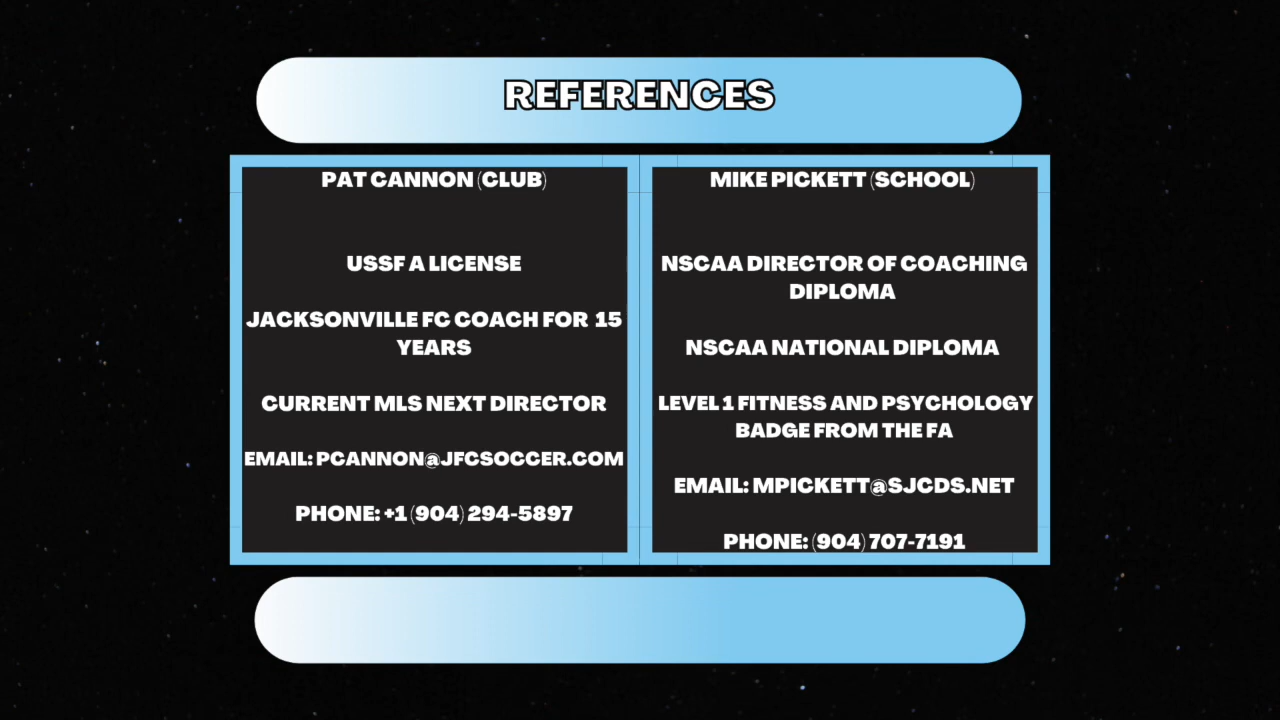 REFERENCES
PAT CANNON (CLUB)
USSF A LICENSE
JACKSONVILLE FC COACH FOR 15
YEARS
CURRENT MLS NEXT DIRECTOR
EMAIL: PCANNON@JFCSOCCER.COM
PHONE: +1 (904) 294-5897
MIKE PICKETT (SCHOOL)
NSCAA DIRECTOR OF COACHING
DIPLOMA
NSCAA NATIONAL DIPLOMA
LEVEL 1 FITNESS AND PSYCHOLOGY
BADGE FROM THE FA
EMAIL: MPICKETT@SJCDS.NET
PHONE: (904) 707-7191